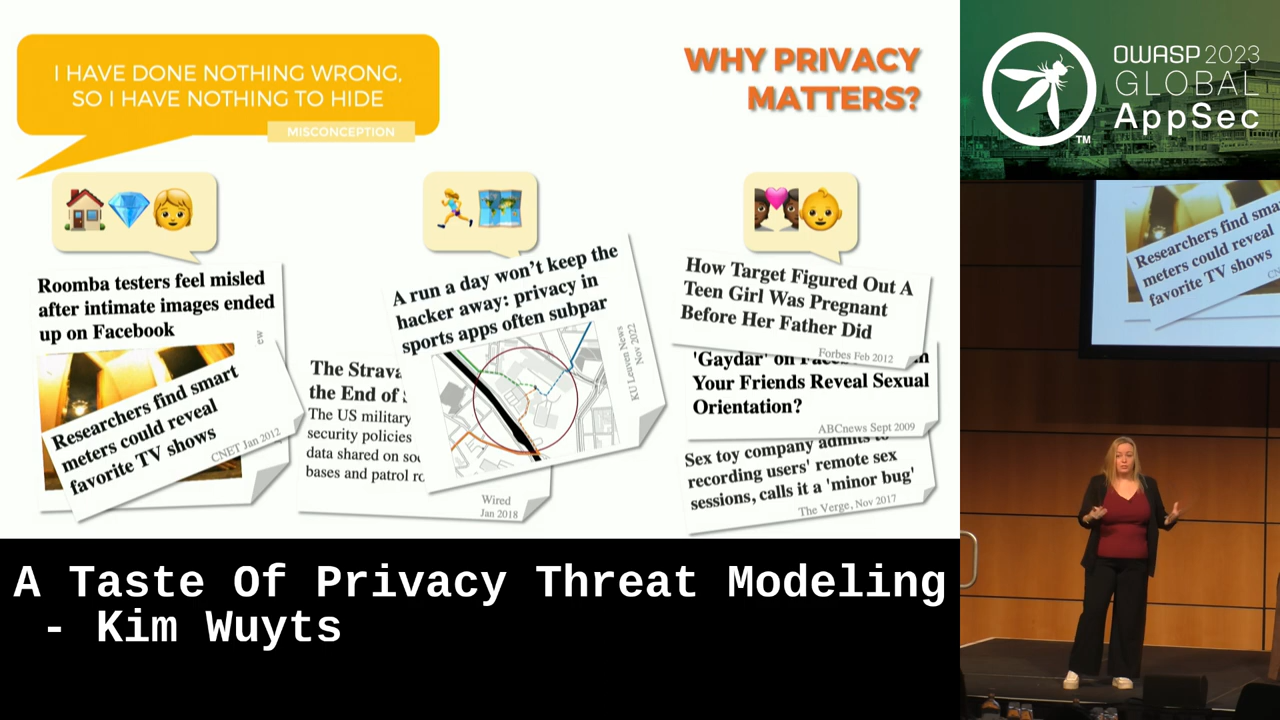 I HAVE DONE NOTHING WRONG,
SO I HAVE NOTHING TO HIDE
MISCONCEPTION
WHY PRIVACY
MATTERS?
Roomba testers feel misled
after intimate images ended
up on Facebook
ew
Researchers find smart
meters could reveal
favorite TV shows
CNET Jan 2012
The Strava
the End of
The US military
security policies
data shared on
bases and patrol
Wired
Jan 2018
A run a day won't keep the
hacker away: privacy in
sports apps often subpar
KU Leuven News
Nov 2022
How Target Figured Out A
Teen Girl Was Pregnant
Before Her Father Did
Forbes Feb 2012
'Gaydar' on
Your Friends Reveal Sexual
Orientation?
ABCnews Sept 2009
Sex toy company admits to
recording users' remote sex
sessions, calls it a 'minor bug'
The Verge, Nov 2017
OWASP 2023
GLOBAL
AppSec
TM
Researchers find sma
meters could reveal
favorite TV shows
A Taste Of Privacy Threat Modeling
- Kim Wuyts